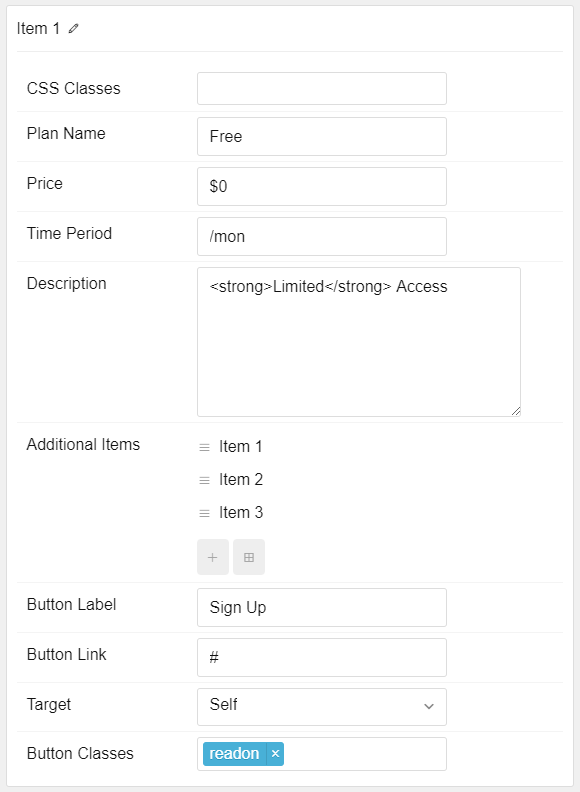 Item 1
CSS Classes
Plan Name Free
Price $0
Time Period /mon
Description <strong>Limited</strong> Access
Additional Items Item 1
Item 2
Item 3
+
Button Label Sign Up
Button Link #
Target Self
Button Classes readon ×